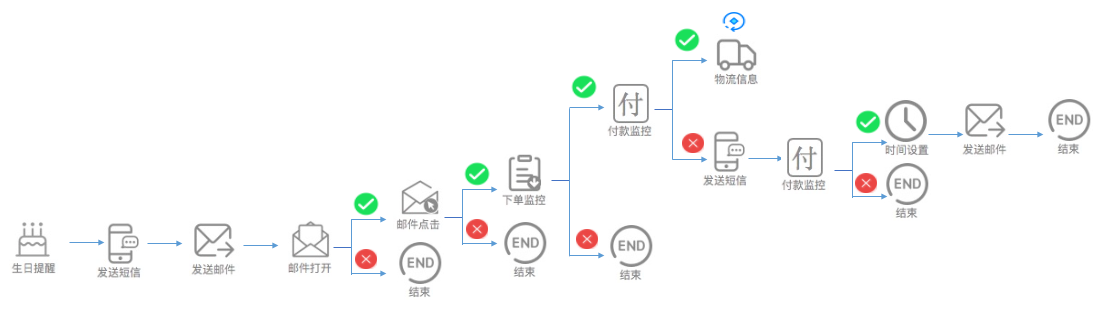 生日提醒
发送短信
发送邮件
邮件打开
邮件点击
END
结束
下单监控
END
结束
付
付款监控
END
结束
物流信息
发送短信
付
付款监控
时间设置
END
结束
发送邮件
END
结束